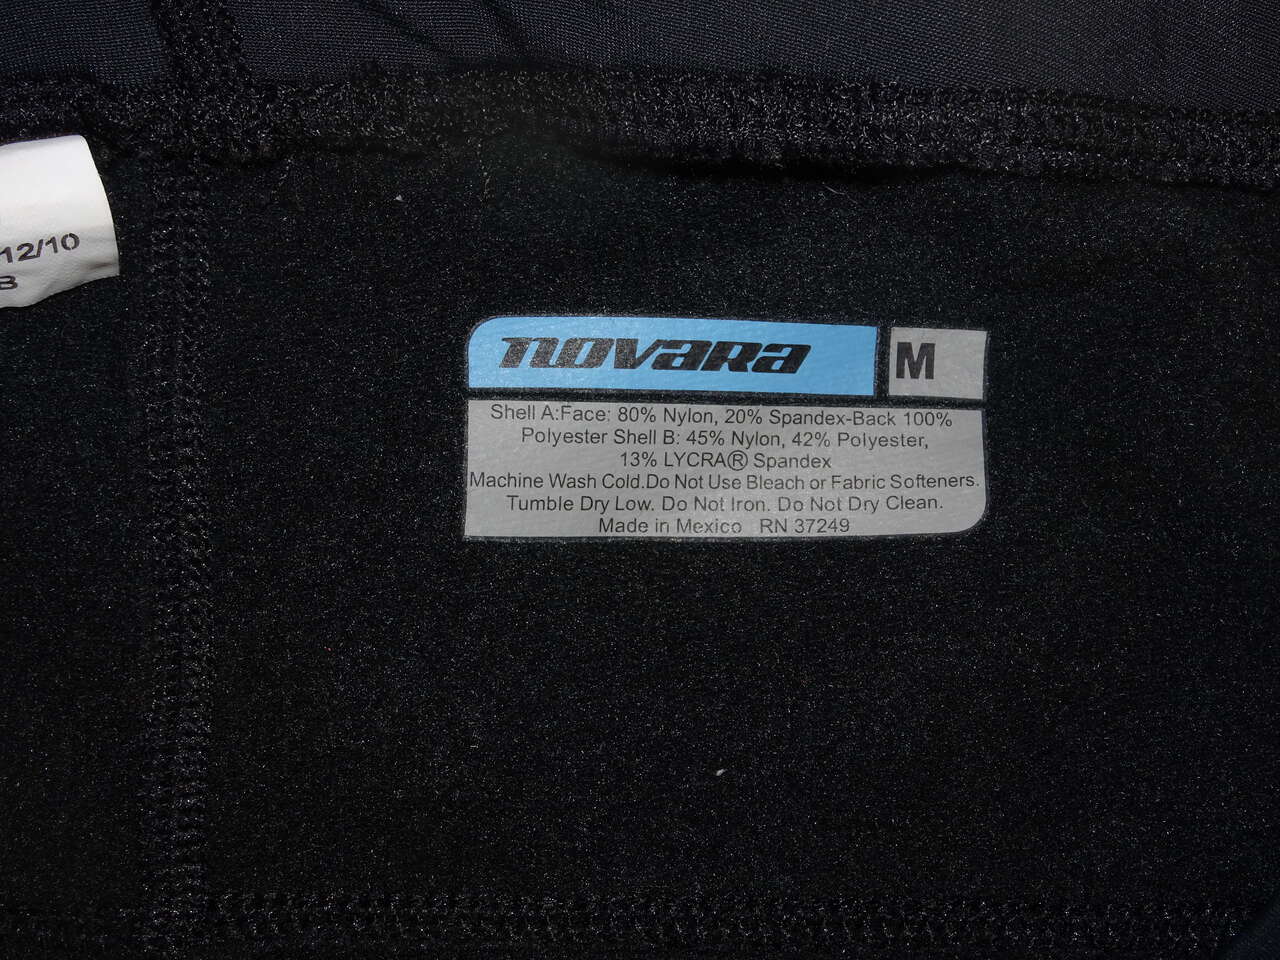 12/10
B
novara
M
Shell A:Face: 80% Nylon, 20% Spandex-Back 100%
Polyester Shell B: 45% Nylon, 42% Polyester,
13% LYCRA® Spandex
Machine Wash Cold.Do Not Use Bleach or Fabric Softeners.
Tumble Dry Low. Do Not Iron. Do Not Dry Clean.
Made in Mexico RN 37249